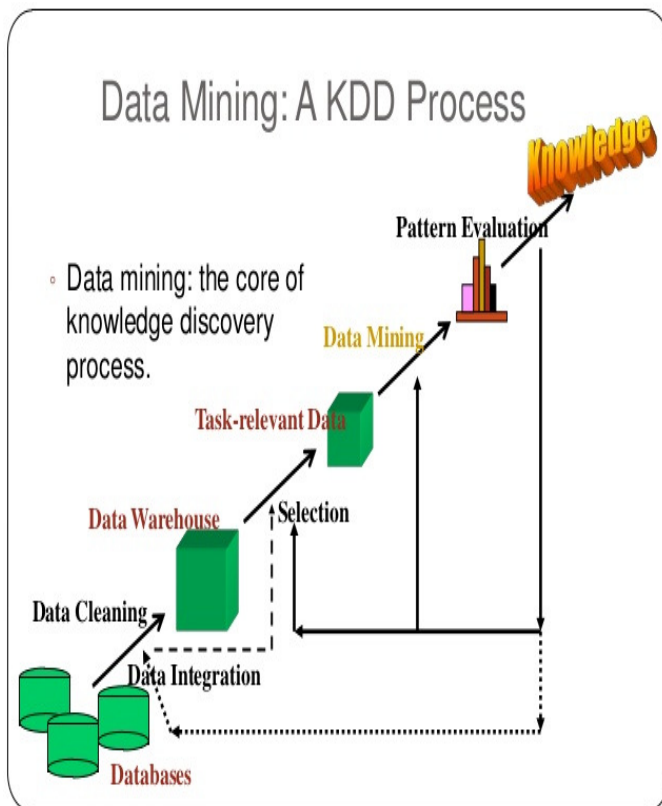 Data Mining: A KDD Process
Knowledge
Pattern Evaluation
◦ Data mining: the core of
knowledge discovery
process.
Data Mining
Task-relevant Data
Selection
Data Warehouse
Data Cleaning
Data Integration
Databases